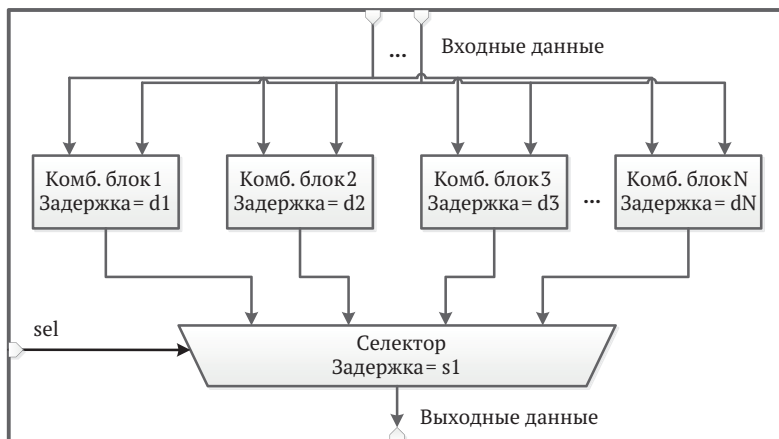 Входные данные
...
Комб. блок 1
Задержка = d1
Комб. блок 2
Задержка = d2
Комб. блок 3
Задержка = d3
...
Комб. блок N
Задержка = dN
sel
Селектор
Задержка = s1
Выходные данные